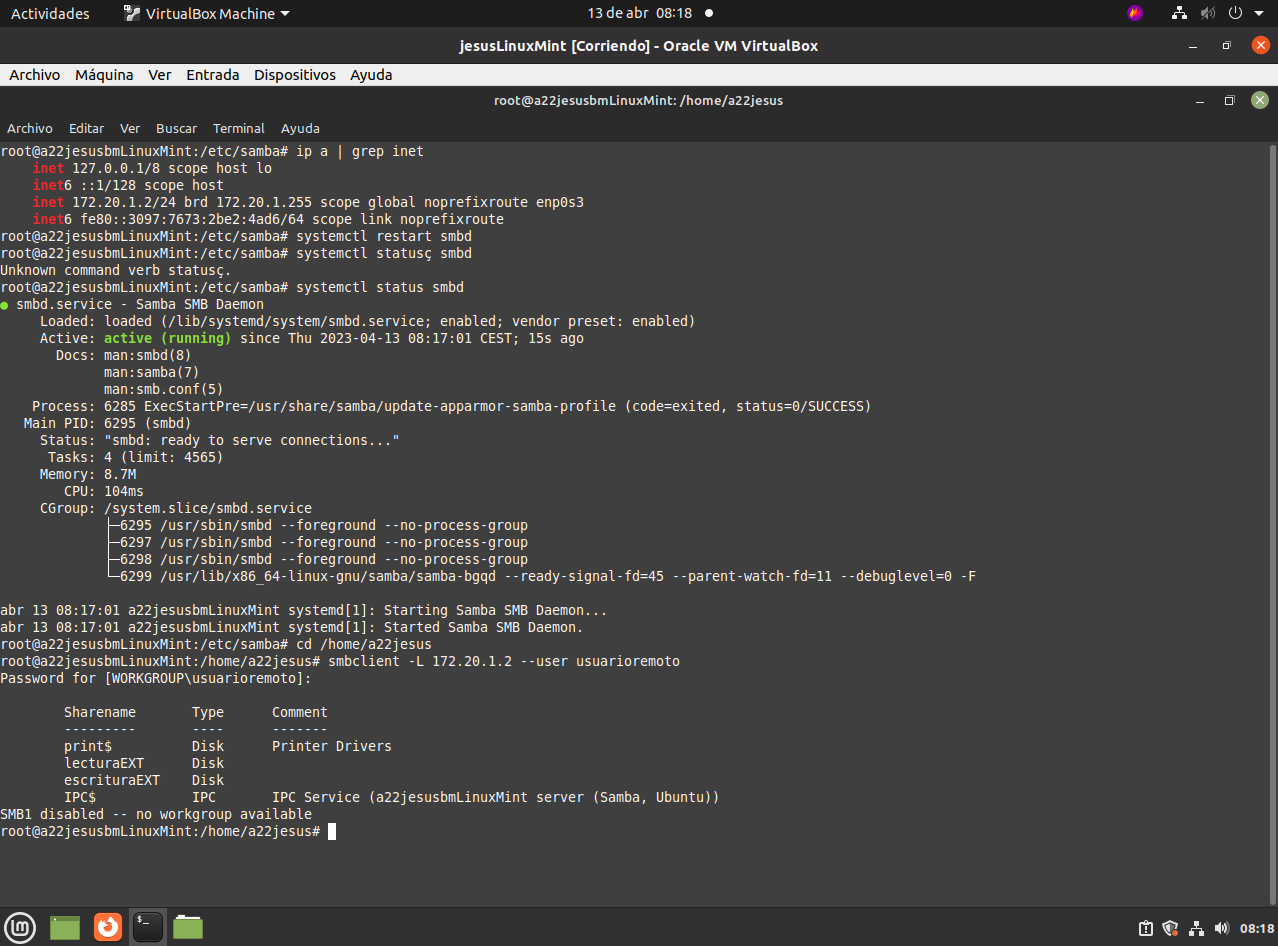 Actividades VirtualBox Machine 13 de abr 08:18
jesusLinuxMint [Corriendo] - Oracle VM VirtualBox
Archivo Máquina Ver Entrada Dispositivos Ayuda
root@a22jesusbmLinuxMint: /home/a22jesus
Archivo Editar Ver Buscar Terminal Ayuda
root@a22jesusbmLinuxMint:/etc/samba# ip a | grep inet
    inet 127.0.0.1/8 scope host lo
    inet6 ::1/128 scope host
    inet 172.20.1.2/24 brd 172.20.1.255 scope global noprefixroute enp0s3
    inet6 fe80::3097:7673:2be2:4ad6/64 scope link noprefixroute
root@a22jesusbmLinuxMint:/etc/samba# systemctl restart smbd
root@a22jesusbmLinuxMint:/etc/samba# systemctl statusç smbd
Unknown command verb statusç.
root@a22jesusbmLinuxMint:/etc/samba# systemctl status smbd
● smbd.service - Samba SMB Daemon
     Loaded: loaded (/lib/systemd/system/smbd.service; enabled; vendor preset: enabled)
     Active: active (running) since Thu 2023-04-13 08:17:01 CEST; 15s ago
       Docs: man:smbd(8)
             man:samba(7)
             man:smb.conf(5)
    Process: 6285 ExecStartPre=/usr/share/samba/update-apparmor-samba-profile (code=exited, status=0/SUCCESS)
   Main PID: 6295 (smbd)
     Status: "smbd: ready to serve connections..."
      Tasks: 4 (limit: 4565)
     Memory: 8.7M
        CPU: 104ms
     CGroup: /system.slice/smbd.service
             ├─6295 /usr/sbin/smbd --foreground --no-process-group
             ├─6297 /usr/sbin/smbd --foreground --no-process-group
             ├─6298 /usr/sbin/smbd --foreground --no-process-group
             └─6299 /usr/lib/x86_64-linux-gnu/samba/samba-bgqd --ready-signal-fd=45 --parent-watch-fd=11 --debuglevel=0 -F
abr 13 08:17:01 a22jesusbmLinuxMint systemd[1]: Starting Samba SMB Daemon...
abr 13 08:17:01 a22jesusbmLinuxMint systemd[1]: Started Samba SMB Daemon.
root@a22jesusbmLinuxMint:/etc/samba# cd /home/a22jesus
root@a22jesusbmLinuxMint:/home/a22jesus# smbclient -L 172.20.1.2 --user usuarioremoto
Password for [WORKGROUP\usuarioremoto]:
        Sharename       Type      Comment
        ---------       ----      -------
        print$          Disk      Printer Drivers
        lecturaEXT      Disk
        escrituraEXT    Disk
        IPC$            IPC       IPC Service (a22jesusbmLinuxMint server (Samba, Ubuntu))
SMB1 disabled -- no workgroup available
root@a22jesusbmLinuxMint:/home/a22jesus#
08:18